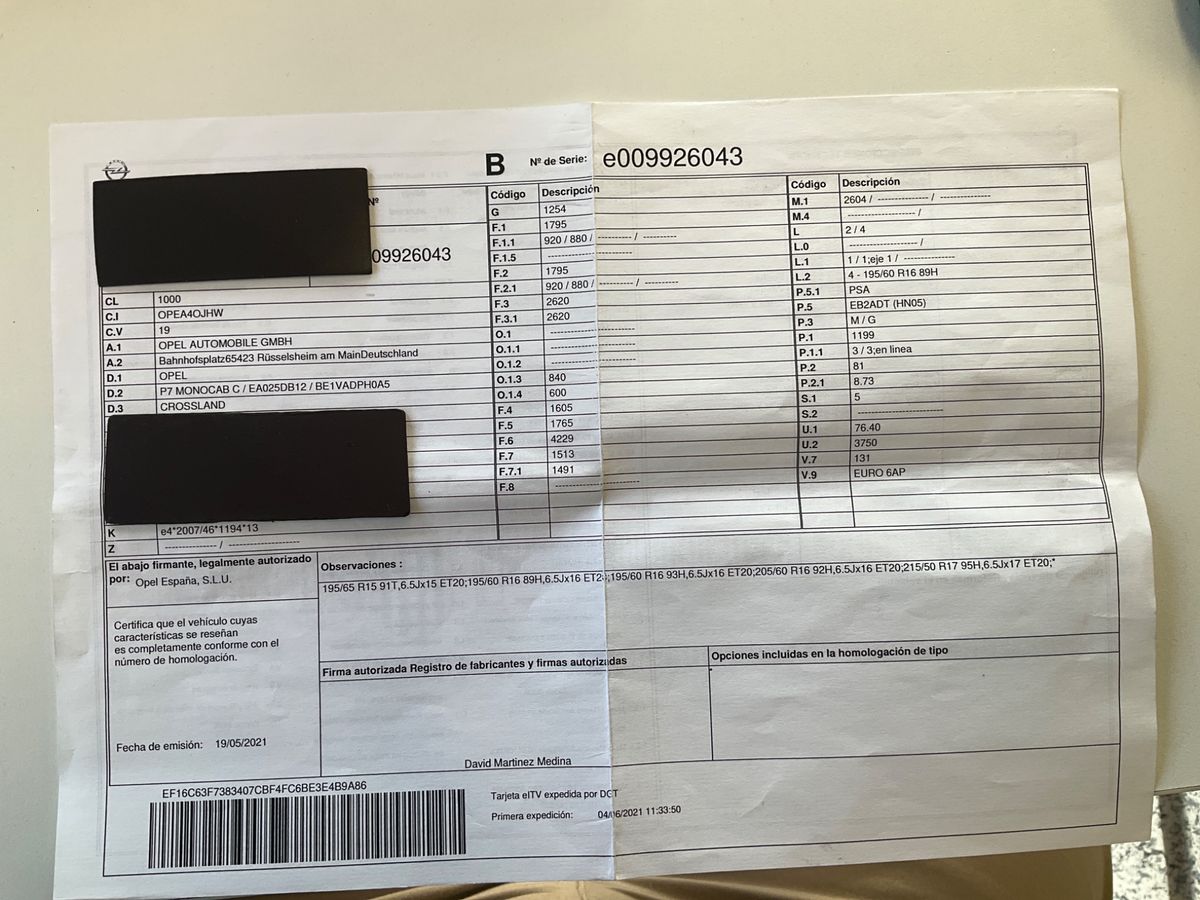 B Nº de Serie: e009926043
Nº
09926043
CL 1000
C.I OPEA4OJHW
C.V 19
A.1 OPEL AUTOMOBILE GMBH
A.2 Bahnhofsplatz65423 Rüsselsheim am MainDeutschland
D.1 OPEL
D.2 P7 MONOCAB C / EA025DB12 / BE1VADPH0A5
D.3 CROSSLAND
K e4*2007/46*1194*13
Z --------------- / --------------------
Código Descripción
G 1254
F.1 1795
F.1.1 920 / 880 / ---------- / ----------
F.1.5 ------------------------
F.2 1795
F.2.1 920 / 880 / ---------- / ----------
F.3 2620
F.3.1 2620
O.1 ------------------------
O.1.1 ------------------------
O.1.2 ------------------------
O.1.3 840
O.1.4 600
F.4 1605
F.5 1765
F.6 4229
F.7 1513
F.7.1 1491
F.8 ------------------------
Código Descripción
M.1 2604 / --------------- / ---------------
M.4 -------------------- /
L 2 / 4
L.0 -------------------- /
L.1 1 / 1;eje 1 / ---------------
L.2 4 - 195/60 R16 89H
P.5.1 PSA
P.5 EB2ADT (HN05)
P.3 M / G
P.1 1199
P.1.1 3 / 3;en linea
P.2 81
P.2.1 8.73
S.1 5
S.2 ------------------------
U.1 76.40
U.2 3750
V.7 131
V.9 EURO 6AP
El abajo firmante, legalmente autorizado
por: Opel España, S.L.U.
Certifica que el vehículo cuyas
características se reseñan
es completamente conforme con el
número de homologación.
Fecha de emisión: 19/05/2021
Observaciones :
195/65 R15 91T,6.5Jx15 ET20;195/60 R16 89H,6.5Jx16 ET20;195/60 R16 93H,6.5Jx16 ET20;205/60 R16 92H,6.5Jx16 ET20;215/50 R17 95H,6.5Jx17 ET20;*
Firma autorizada Registro de fabricantes y firmas autorizadas
David Martinez Medina
Opciones incluidas en la homologación de tipo
*
EF16C63F7383407CBF4FC6BE3E4B9A86
Tarjeta eITV expedida por DGT
Primera expedición: 04/06/2021 11:33:50